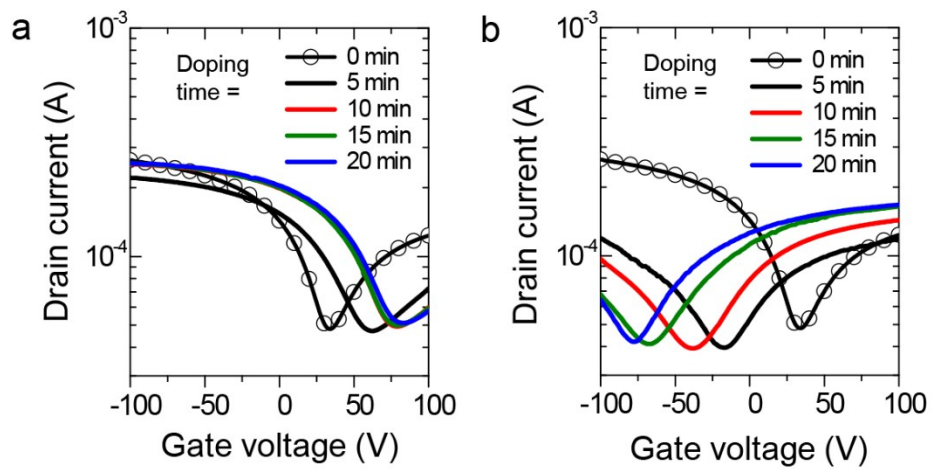 a
10⁻³
10⁻⁴
Drain current (A)
Doping
time =
0 min
5 min
10 min
15 min
20 min
-100 -50 0 50 100
Gate voltage (V)
b
10⁻³
10⁻⁴
Drain current (A)
Doping
time =
0 min
5 min
10 min
15 min
20 min
-100 -50 0 50 100
Gate voltage (V)